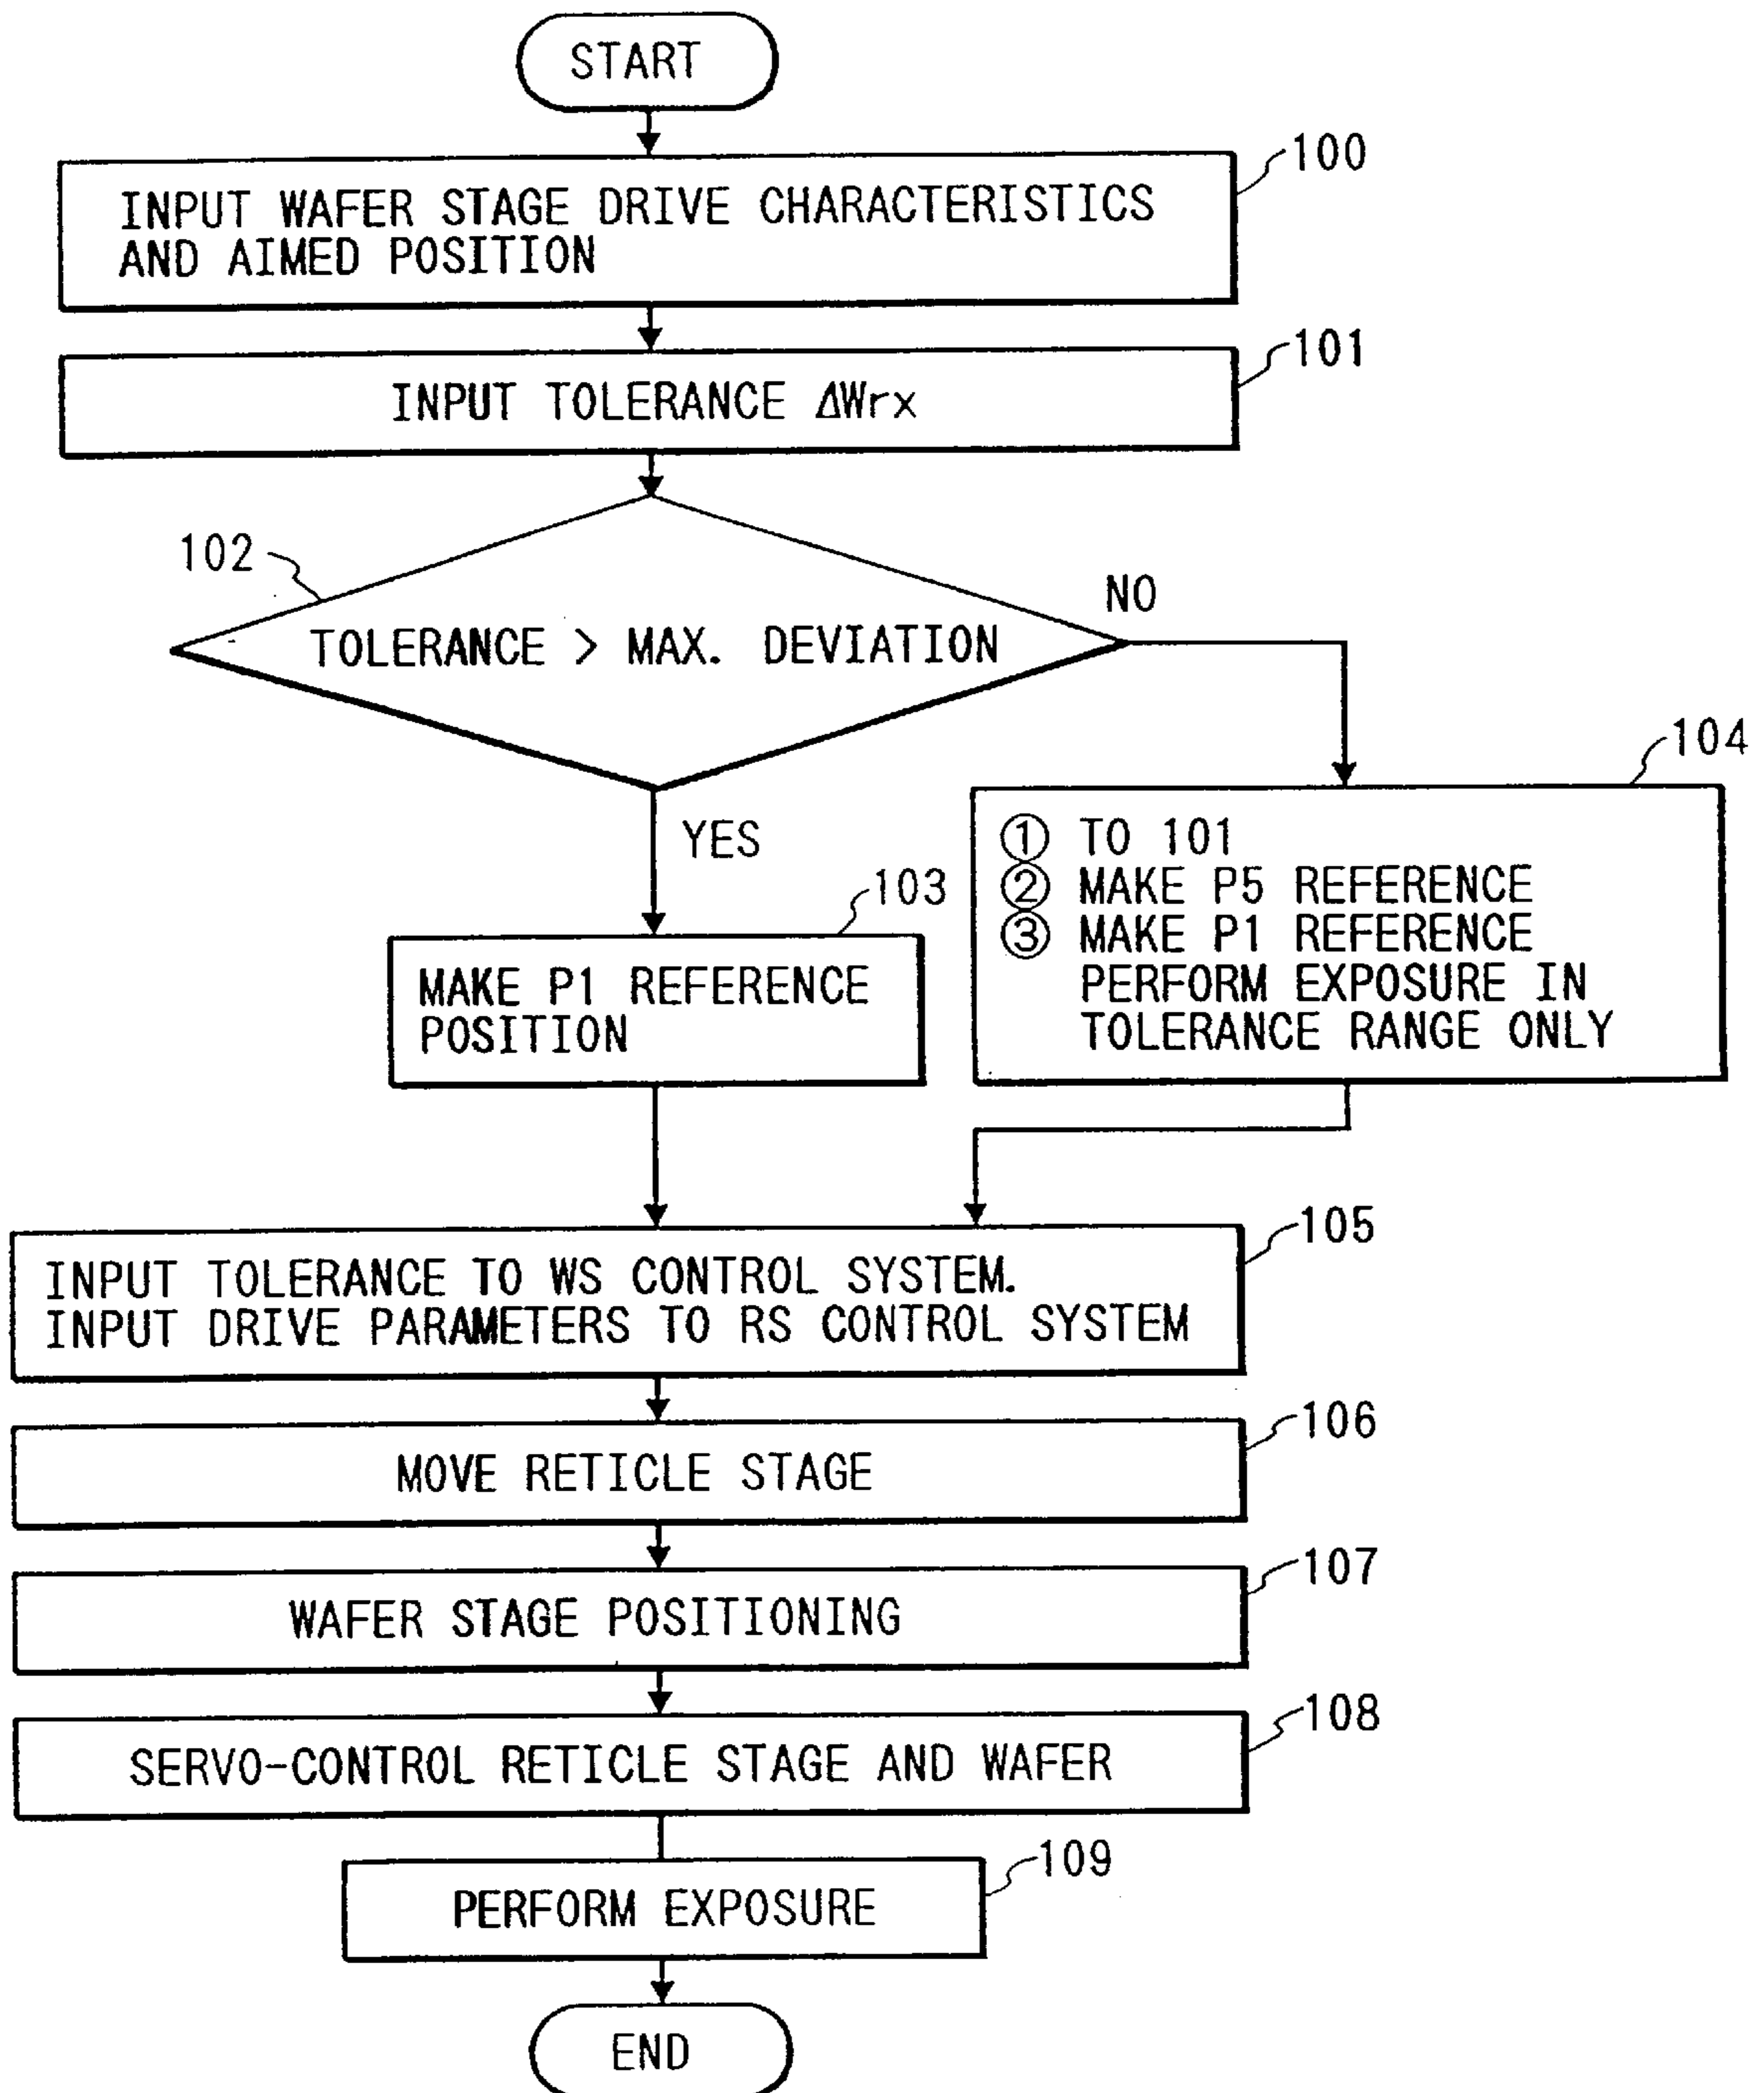 START
100
INPUT WAFER STAGE DRIVE CHARACTERISTICS
AND AIMED POSITION
101
INPUT TOLERANCE ΔWrx
102
TOLERANCE > MAX. DEVIATION
NO
YES
104
① TO 101
② MAKE P5 REFERENCE
③ MAKE P1 REFERENCE
PERFORM EXPOSURE IN
TOLERANCE RANGE ONLY
103
MAKE P1 REFERENCE
POSITION
105
INPUT TOLERANCE TO WS CONTROL SYSTEM.
INPUT DRIVE PARAMETERS TO RS CONTROL SYSTEM
106
MOVE RETICLE STAGE
107
WAFER STAGE POSITIONING
108
SERVO-CONTROL RETICLE STAGE AND WAFER
109
PERFORM EXPOSURE
END